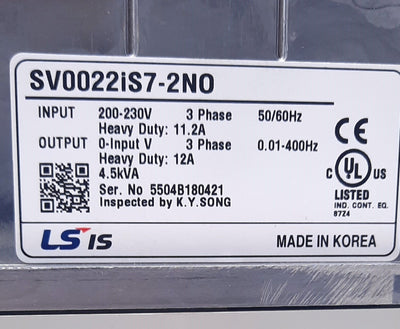 SV0022iS7-2NO
INPUT 200-230V 3 Phase 50/60Hz
Heavy Duty: 11.2A
OUTPUT 0-Input V 3 Phase 0.01-400Hz
Heavy Duty: 12A
4.5kVA
Ser. No 5504B180421
Inspected by K.Y.SONG
CE
C UL US
LISTED
IND. CONT. EQ.
8Z24
LS IS
MADE IN KOREA